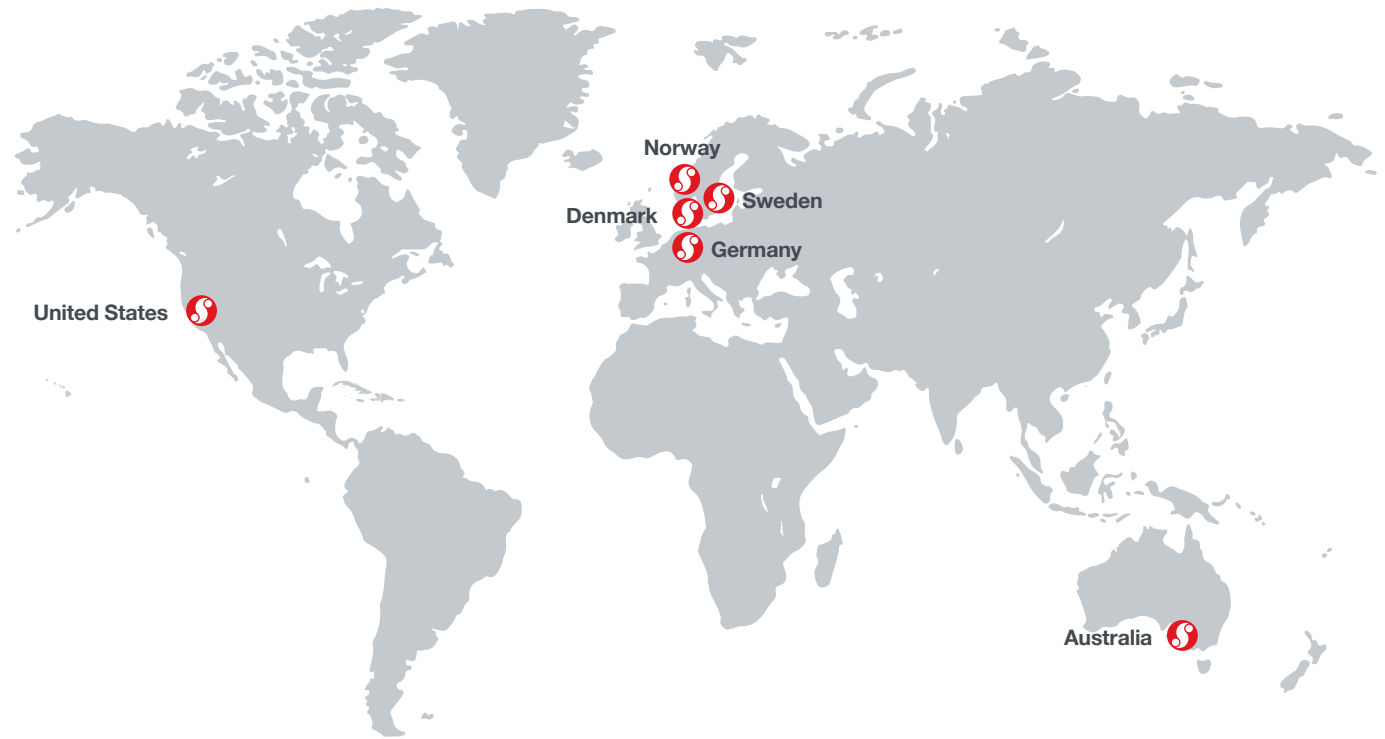 Norway
Sweden
Denmark
Germany
United States
Australia